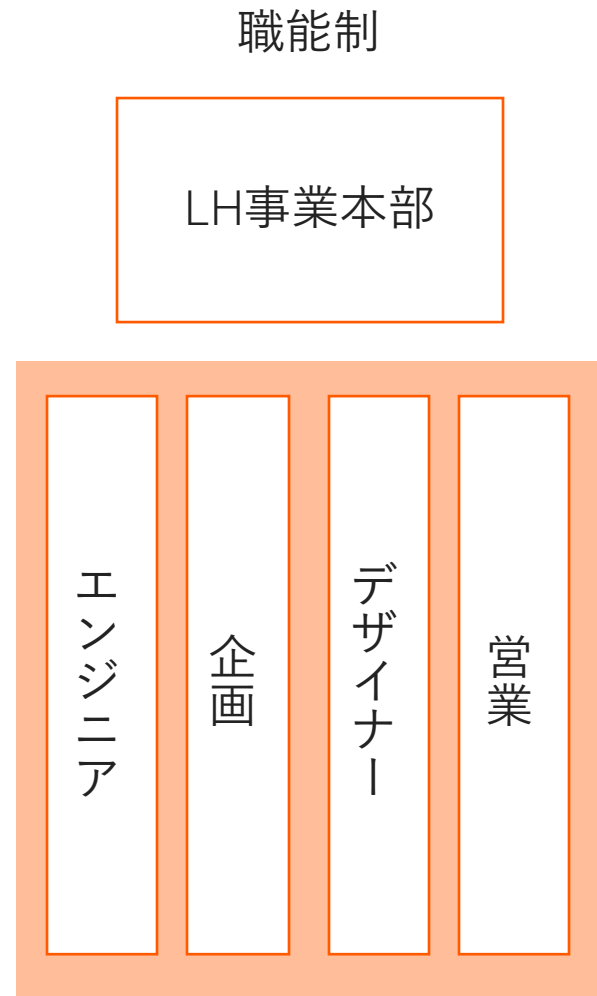 職能制
LH事業本部
エンジニア
企画
デザイナー
営業